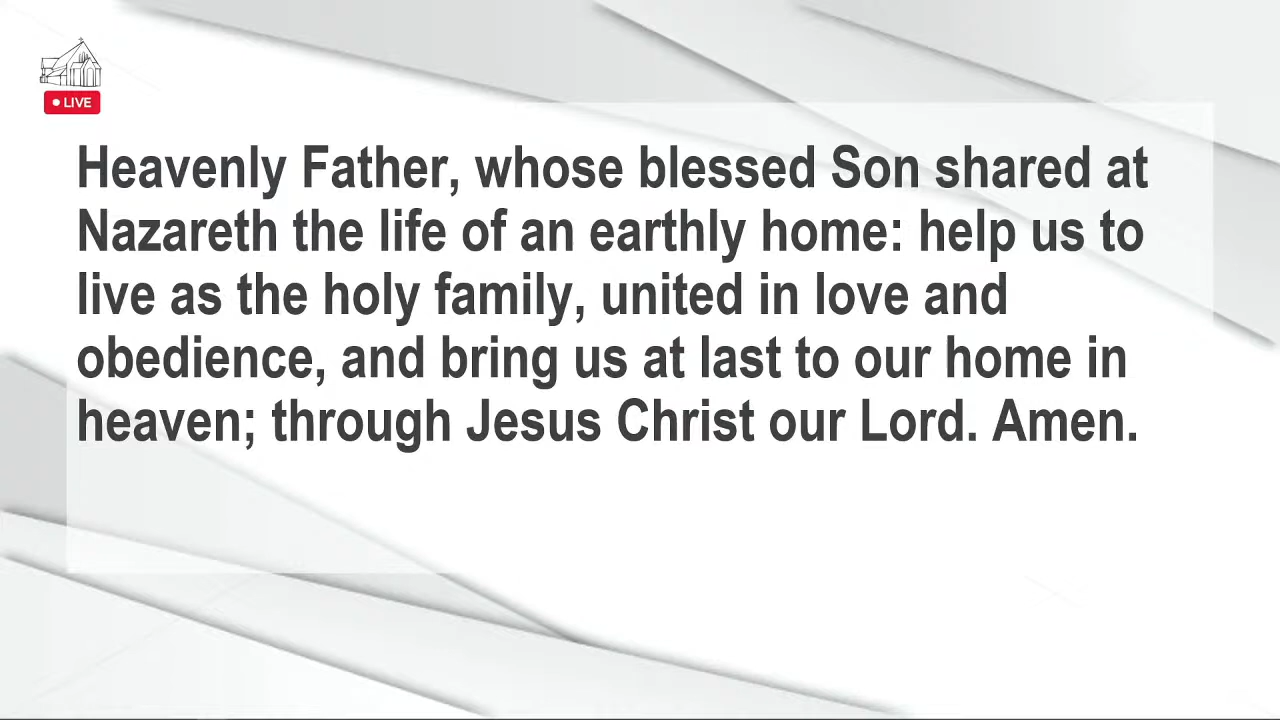 LIVE
Heavenly Father, whose blessed Son shared at
Nazareth the life of an earthly home: help us to
live as the holy family, united in love and
obedience, and bring us at last to our home in
heaven; through Jesus Christ our Lord. Amen.